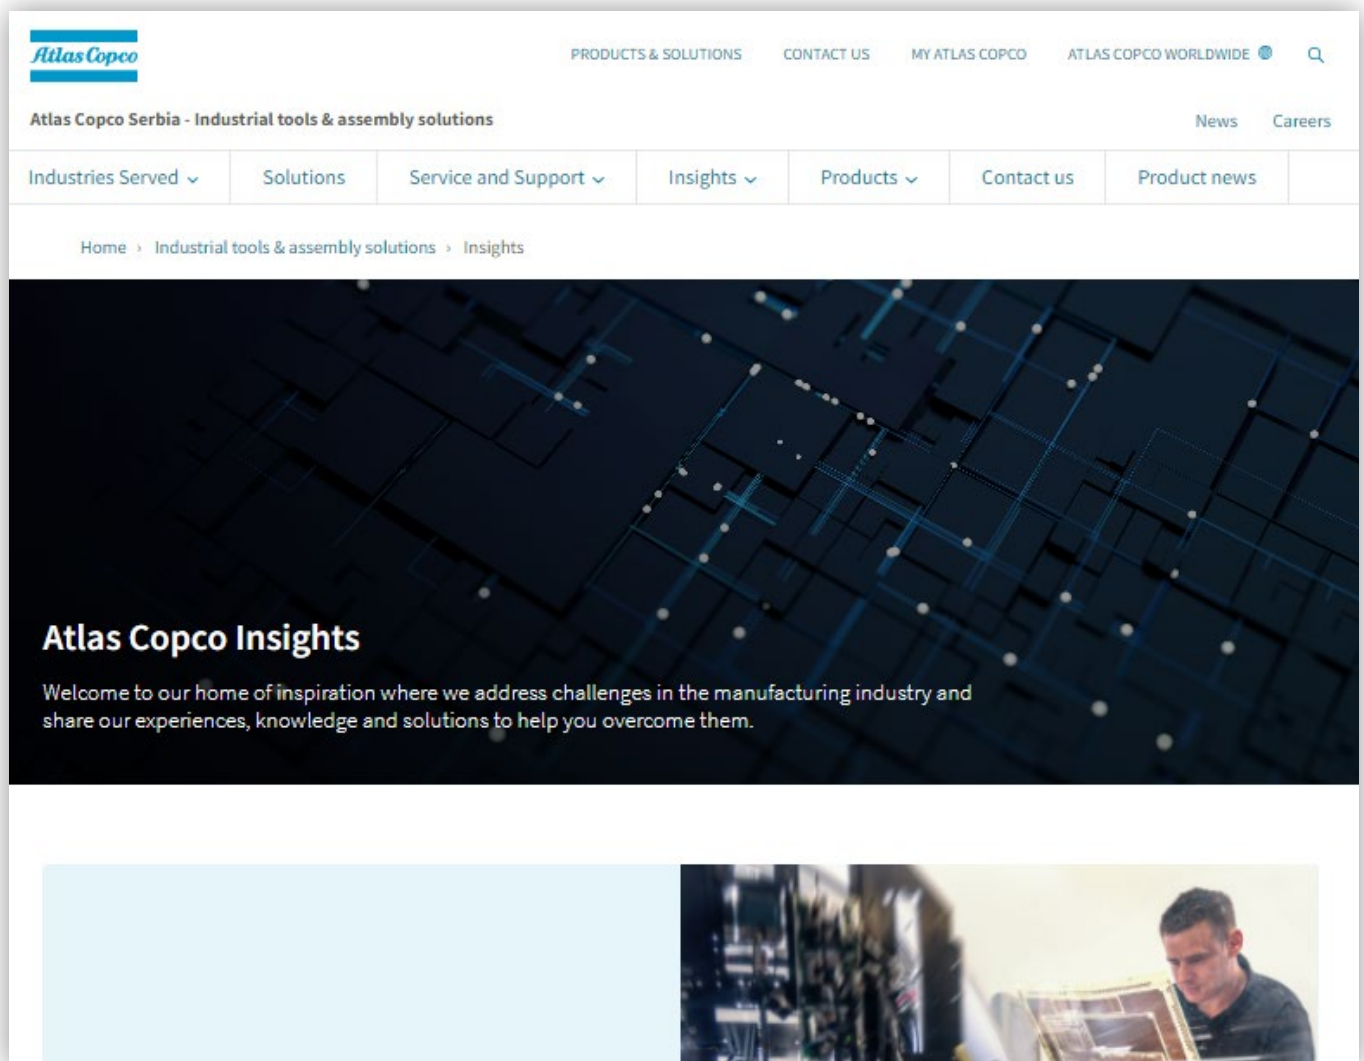 Atlas Copco
PRODUCTS & SOLUTIONS CONTACT US MY ATLAS COPCO ATLAS COPCO WORLDWIDE
Atlas Copco Serbia - Industrial tools & assembly solutions
News Careers
Industries Served Solutions Service and Support Insights Products Contact us Product news
Home › Industrial tools & assembly solutions › Insights
Atlas Copco Insights
Welcome to our home of inspiration where we address challenges in the manufacturing industry and
share our experiences, knowledge and solutions to help you overcome them.